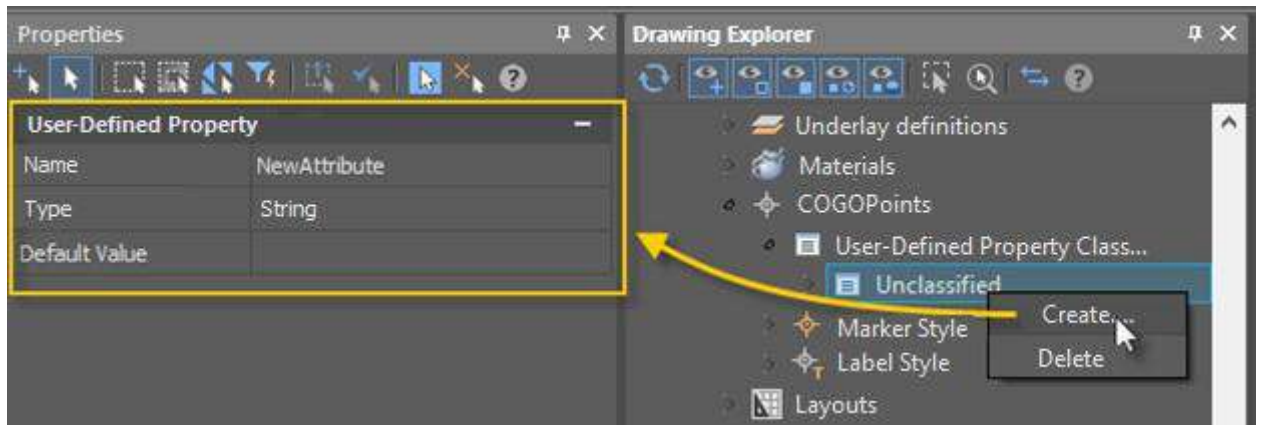 Properties
User-Defined Property
Name NewAttribute
Type String
Default Value
Drawing Explorer
Underlay definitions
Materials
COGOPoints
User-Defined Property Class...
Unclassified
Create...
Delete
Marker Style
Label Style
Layouts